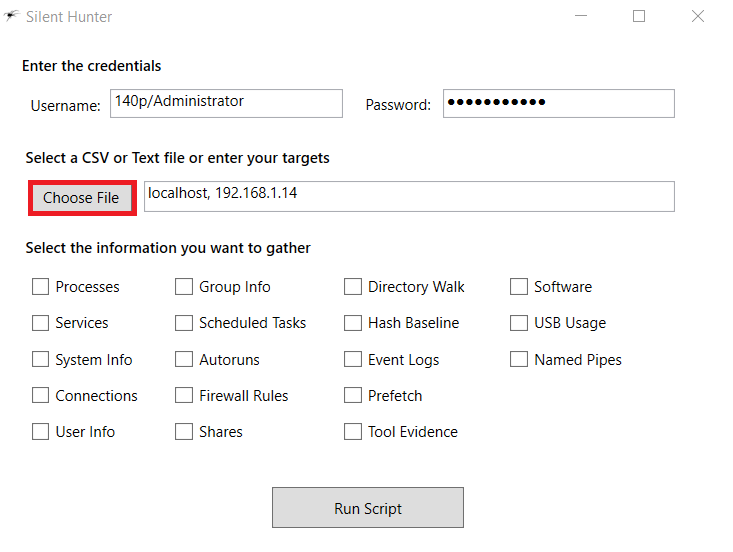 Silent Hunter
Enter the credentials
Username: 140p/Administrator Password: ●●●●●●●●●●●
Select a CSV or Text file or enter your targets
Choose File localhost, 192.168.1.14
Select the information you want to gather
Processes Group Info Directory Walk Software
Services Scheduled Tasks Hash Baseline USB Usage
System Info Autoruns Event Logs Named Pipes
Connections Firewall Rules Prefetch
User Info Shares Tool Evidence
Run Script